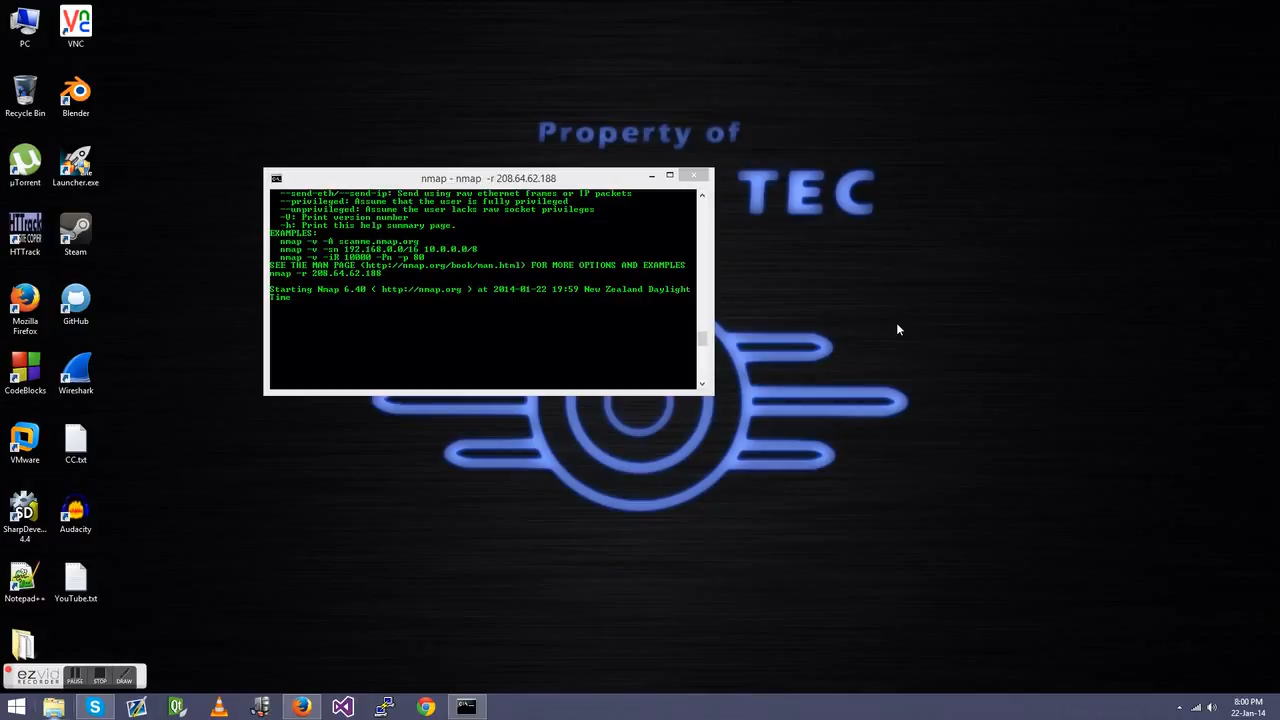 PC
VNC
Recycle Bin
Blender
µTorrent
Launcher.exe
HTTrack
Steam
Mozilla
Firefox
GitHub
CodeBlocks
Wireshark
VMware
CC.txt
SharpDeve...
4.4
Audacity
Notepad++
YouTube.txt
Property of
TEC
nmap - nmap -r 208.64.62.188
--send-eth/--send-ip: Send using raw ethernet frames or IP packets
--privileged: Assume that the user is fully privileged
--unprivileged: Assume the user lacks raw socket privileges
-V: Print version number
-h: Print this help summary page.
EXAMPLES:
nmap -v -A scanme.nmap.org
nmap -v -sn 192.168.0.0/16 10.0.0.0/8
nmap -v -iR 10000 -Pn -p 80
SEE THE MAN PAGE (http://nmap.org/book/man.html) FOR MORE OPTIONS AND EXAMPLES
nmap -r 208.64.62.188
Starting Nmap 6.40 ( http://nmap.org ) at 2014-01-22 19:59 New Zealand Daylight
Time
ezvid
RECORDER
PAUSE
STOP
DRAW
8:00 PM
22-Jan-14